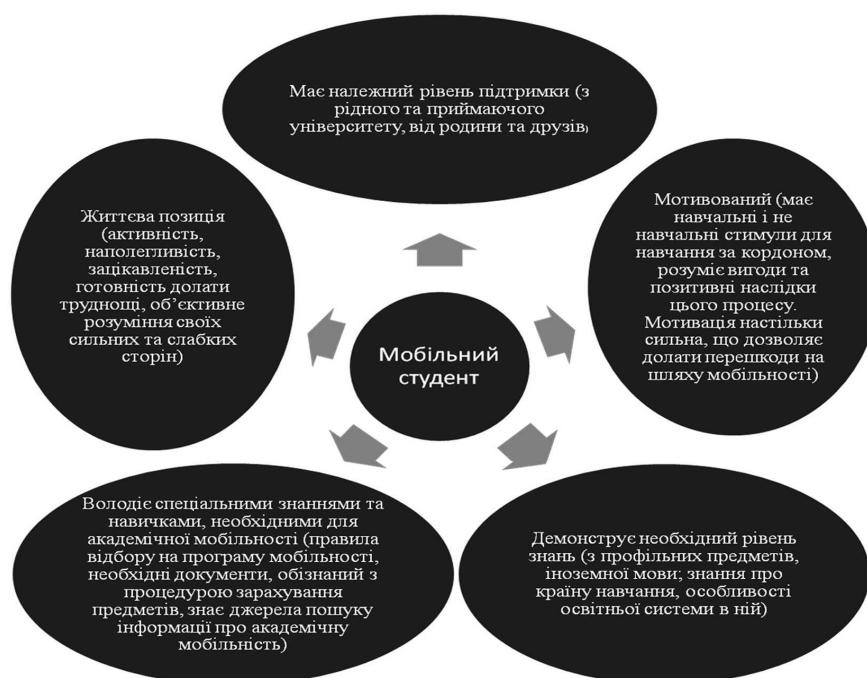 Має належний рівень підтримки (з
рідного та приймаючого
університету, від родини та друзів)
Життєва позиція
(активність,
наполегливість,
зацікавленість,
готовність долати
труднощі, об’єктивне
розуміння своїх
сильних та слабких
сторін)
Мотивований (має
навчальні і не
навчальні стимули для
навчання за кордоном,
розуміє вигоди та
позитивні наслідки
цього процесу.
Мотивація настільки
сильна, що дозволяє
долати перешкоди на
шляху мобільності)
Мобільний
студент
Володіє спеціальними знаннями та
навичками, необхідними для
академічної мобільності (правила
відбору на програму мобільності,
необхідні документи, обізнаний з
процедурою зарахування
предметів, знає джерела пошуку
інформації про академічну
мобільність)
Демонструє необхідний рівень
знань (з профільних предметів,
іноземної мови; знання про
країну навчання, особливості
освітньої системи в ній)